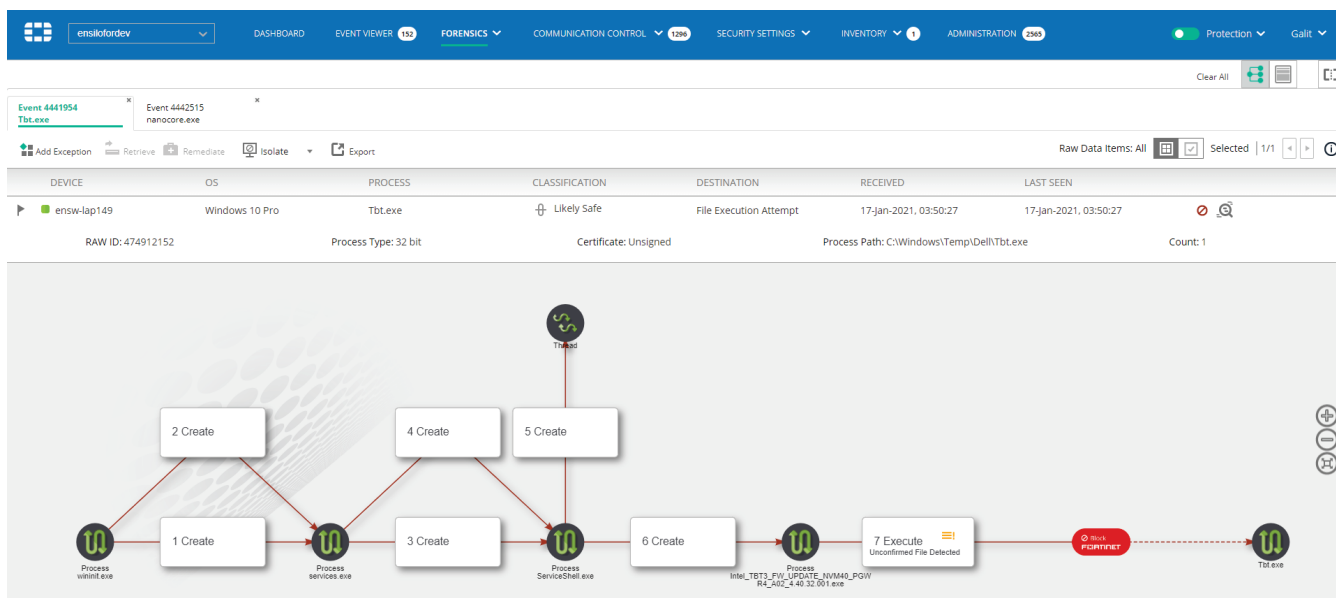 ensilofordev DASHBOARD EVENT VIEWER 152 FORENSICS COMMUNICATION CONTROL 1296 SECURITY SETTINGS INVENTORY 1 ADMINISTRATION 2565 Protection Galit
Clear All
Event 4441954
Tbt.exe
Event 4442515
nanocore.exe
Add Exception Retrieve Remediate Isolate Export Raw Data Items: All Selected 1/1
DEVICE OS PROCESS CLASSIFICATION DESTINATION RECEIVED LAST SEEN
ensw-lap149 Windows 10 Pro Tbt.exe Likely Safe File Execution Attempt 17-Jan-2021, 03:50:27 17-Jan-2021, 03:50:27
RAW ID: 474912152 Process Type: 32 bit Certificate: Unsigned Process Path: C:\Windows\Temp\Dell\Tbt.exe Count: 1
Thread
2 Create
4 Create
5 Create
1 Create
3 Create
6 Create
7 Execute
Unconfirmed File Detected
Block
FORTINET
Process
wininit.exe
Process
services.exe
Process
ServiceShell.exe
Process
Intel_TBT3_FW_UPDATE_NVM40_PGW
R4_A02_4.40.32.001.exe
Tbt.exe